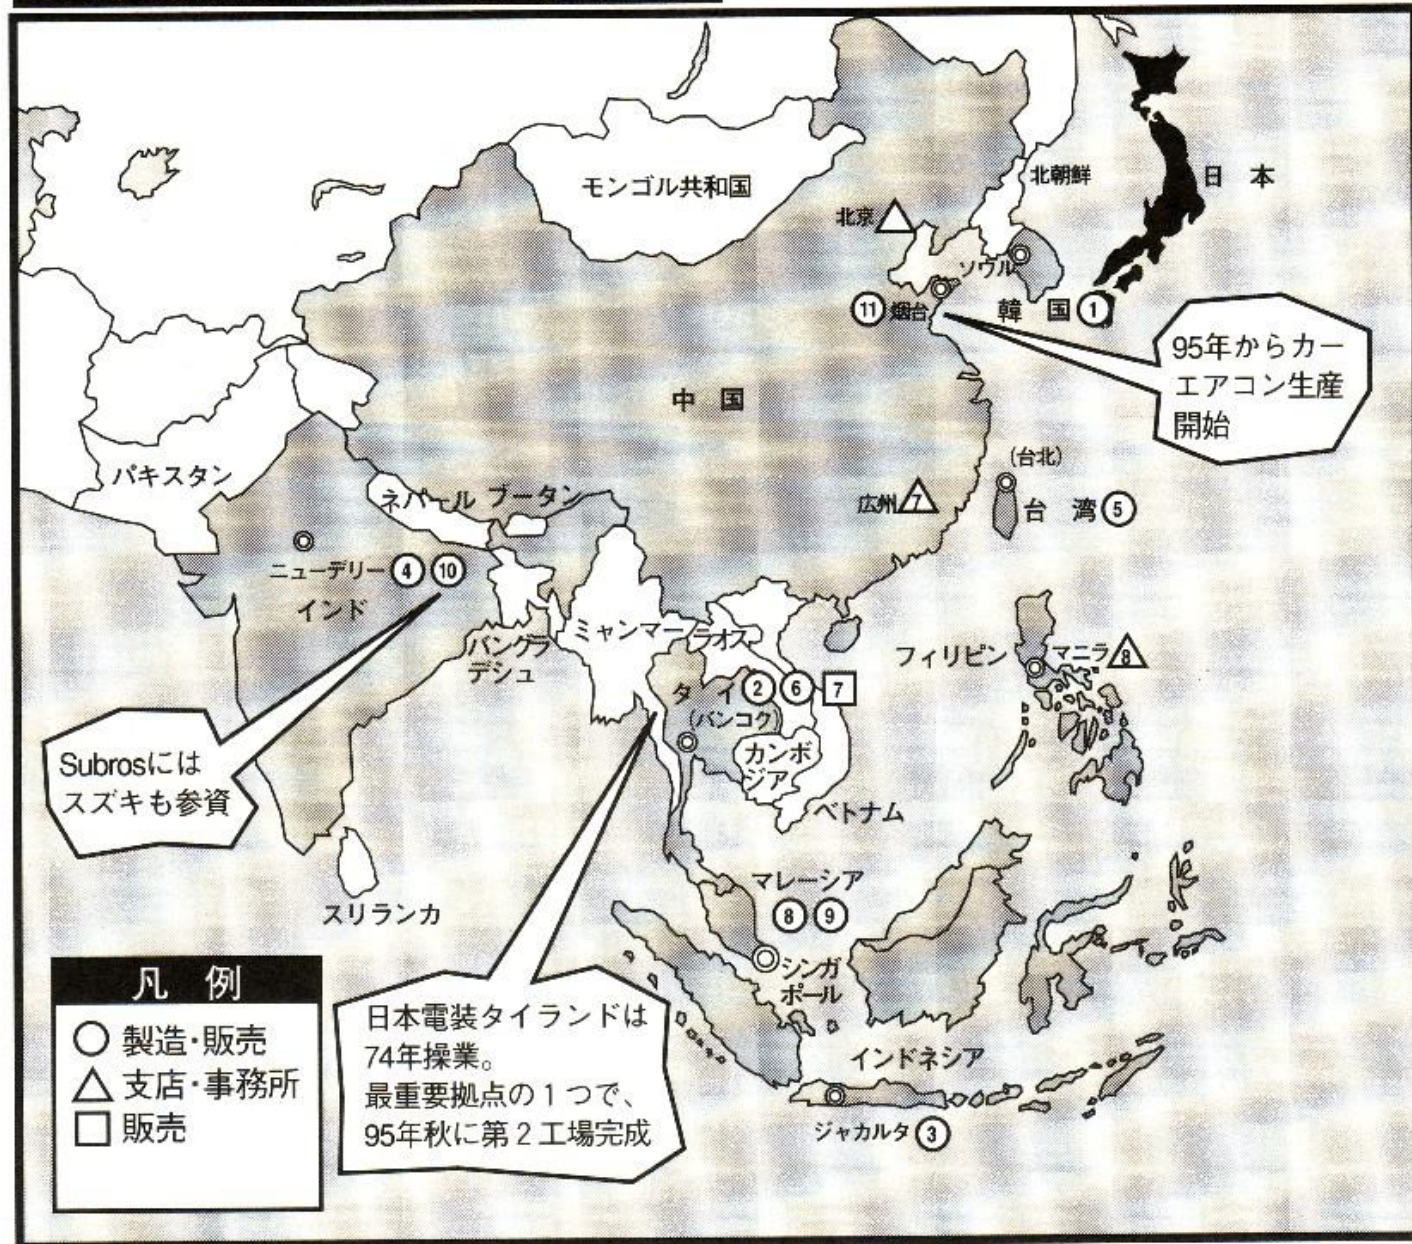 モンゴル共和国
北朝鮮
日 本
北京
ソウル
⑪ 烟台
韓 国 ①
95年からカー
エアコン生産
開始
中 国
パキスタン
ネパール ブータン
(台北)
広州 7
台 湾 ⑤
ニューデリー ④ ⑩
インド
バングラ
デシュ
ミャンマー
ラオス
フィリピン
マニラ 8
タ イ ② ⑥ 7
(バンコク)
カンボ
ジア
ベトナム
Subrosには
スズキも参資
スリランカ
マレーシア
⑧ ⑨
シンガ
ポール
インドネシア
ジャカルタ ③
日本電装タイランドは
74年操業。
最重要拠点の1つで、
95年秋に第2工場完成
凡 例
○ 製造・販売
△ 支店・事務所
□ 販売